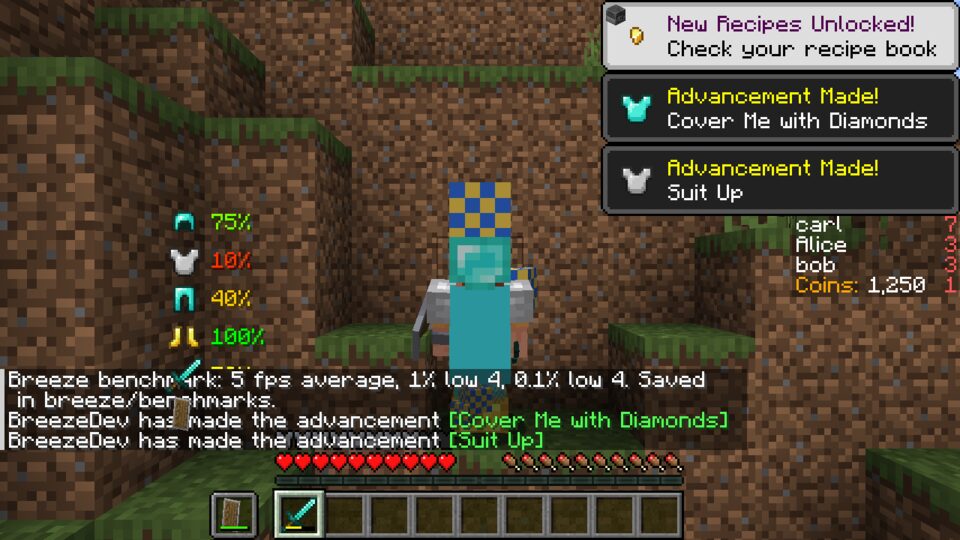 New Recipes Unlocked!
Check your recipe book
Advancement Made!
Cover Me with Diamonds
Advancement Made!
Suit Up
75%
10%
40%
100%
carl 7
Alice 3
bob 3
Coins: 1,250 1
Breeze benchmark: 5 fps average, 1% low 4, 0.1% low 4. Saved
in breeze/benchmarks.
BreezeDev has made the advancement [Cover Me with Diamonds]
BreezeDev has made the advancement [Suit Up]